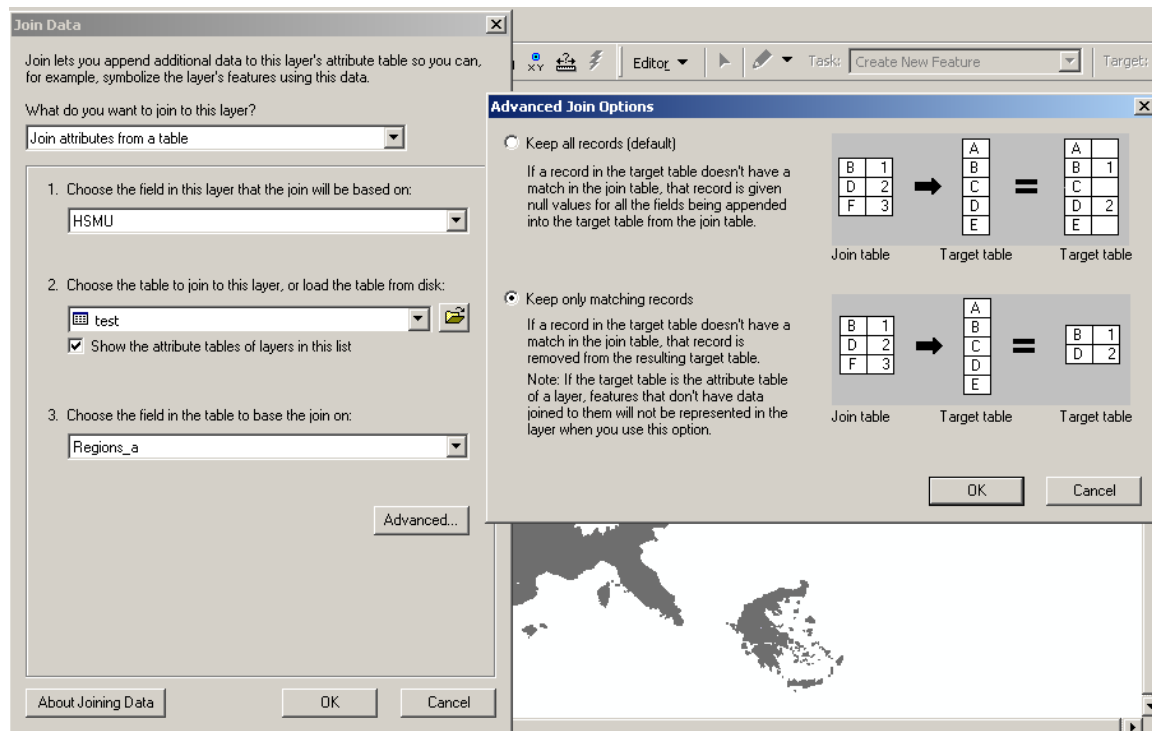 Join Data
Join lets you append additional data to this layer's attribute table so you can,
for example, symbolize the layer's features using this data.
What do you want to join to this layer?
Join attributes from a table
1. Choose the field in this layer that the join will be based on:
HSMU
2. Choose the table to join to this layer, or load the table from disk:
test
Show the attribute tables of layers in this list
3. Choose the field in the table to base the join on:
Regions_a
Advanced...
About Joining Data
OK
Cancel
XY
Editor
Task:
Create New Feature
Target:
Advanced Join Options
Keep all records (default)
If a record in the target table doesn't have a
match in the join table, that record is given
null values for all the fields being appended
into the target table from the join table.
B 1
D 2
F 3
A
B
C
D
E
=
A
B 1
C
D 2
E
Join table
Target table
Target table
Keep only matching records
If a record in the target table doesn't have a
match in the join table, that record is
removed from the resulting target table.
Note: If the target table is the attribute table
of a layer, features that don't have data
joined to them will not be represented in the
layer when you use this option.
B 1
D 2
F 3
A
B
C
D
E
=
B 1
D 2
Join table
Target table
Target table
OK
Cancel